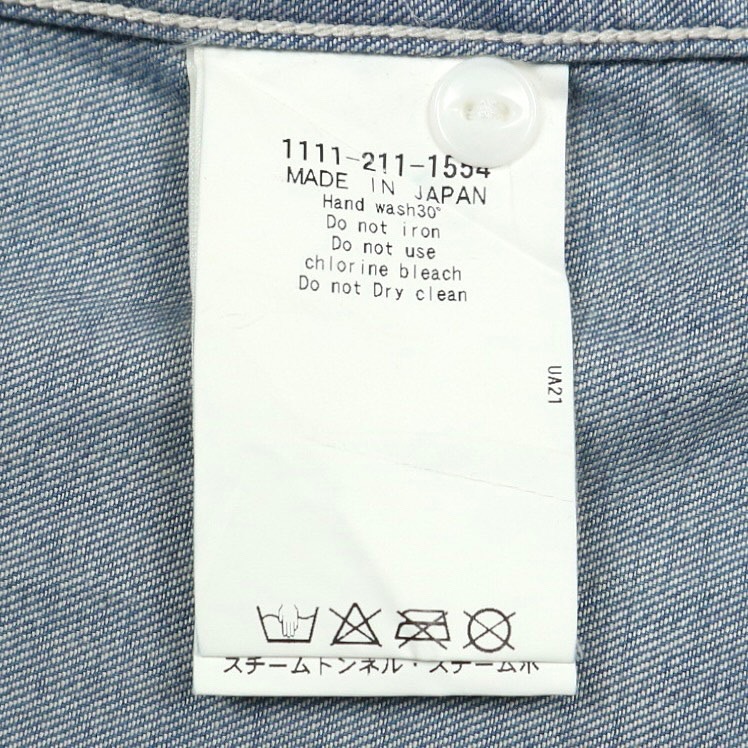 1111-211-1554
MADE IN JAPAN
Hand wash30°
Do not iron
Do not use
chlorine bleach
Do not Dry clean
UA21
スチームトンネル・スチームボ